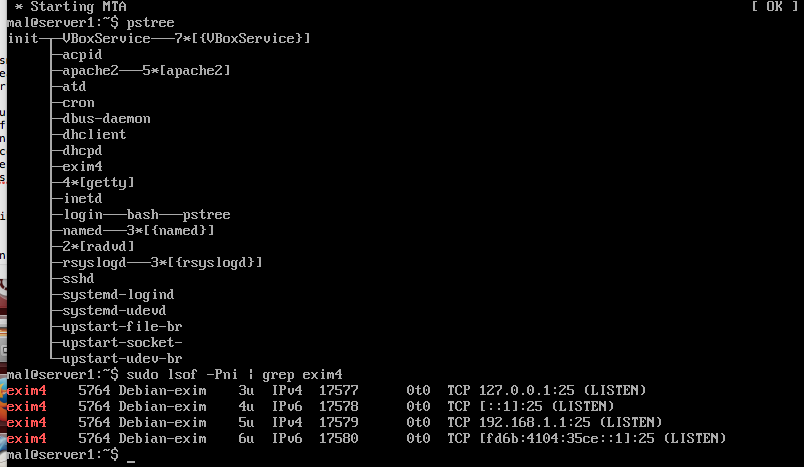 * Starting MTA [ OK ]
mal@server1:~$ pstree
init─┬─VBoxService───7*[{VBoxService}]
     ├─acpid
     ├─apache2───5*[apache2]
     ├─atd
     ├─cron
     ├─dbus-daemon
     ├─dhclient
     ├─dhcpd
     ├─exim4
     ├─4*[getty]
     ├─inetd
     ├─login───bash───pstree
     ├─named───3*[{named}]
     ├─2*[radvd]
     ├─rsyslogd───3*[{rsyslogd}]
     ├─sshd
     ├─systemd-logind
     ├─systemd-udevd
     ├─upstart-file-br
     ├─upstart-socket-
     └─upstart-udev-br
mal@server1:~$ sudo lsof -Pni | grep exim4
exim4    5764 Debian-exim    3u  IPv4  17577      0t0  TCP 127.0.0.1:25 (LISTEN)
exim4    5764 Debian-exim    4u  IPv6  17578      0t0  TCP [::1]:25 (LISTEN)
exim4    5764 Debian-exim    5u  IPv4  17579      0t0  TCP 192.168.1.1:25 (LISTEN)
exim4    5764 Debian-exim    6u  IPv6  17580      0t0  TCP [fd6b:4104:35ce::1]:25 (LISTEN)
mal@server1:~$ _